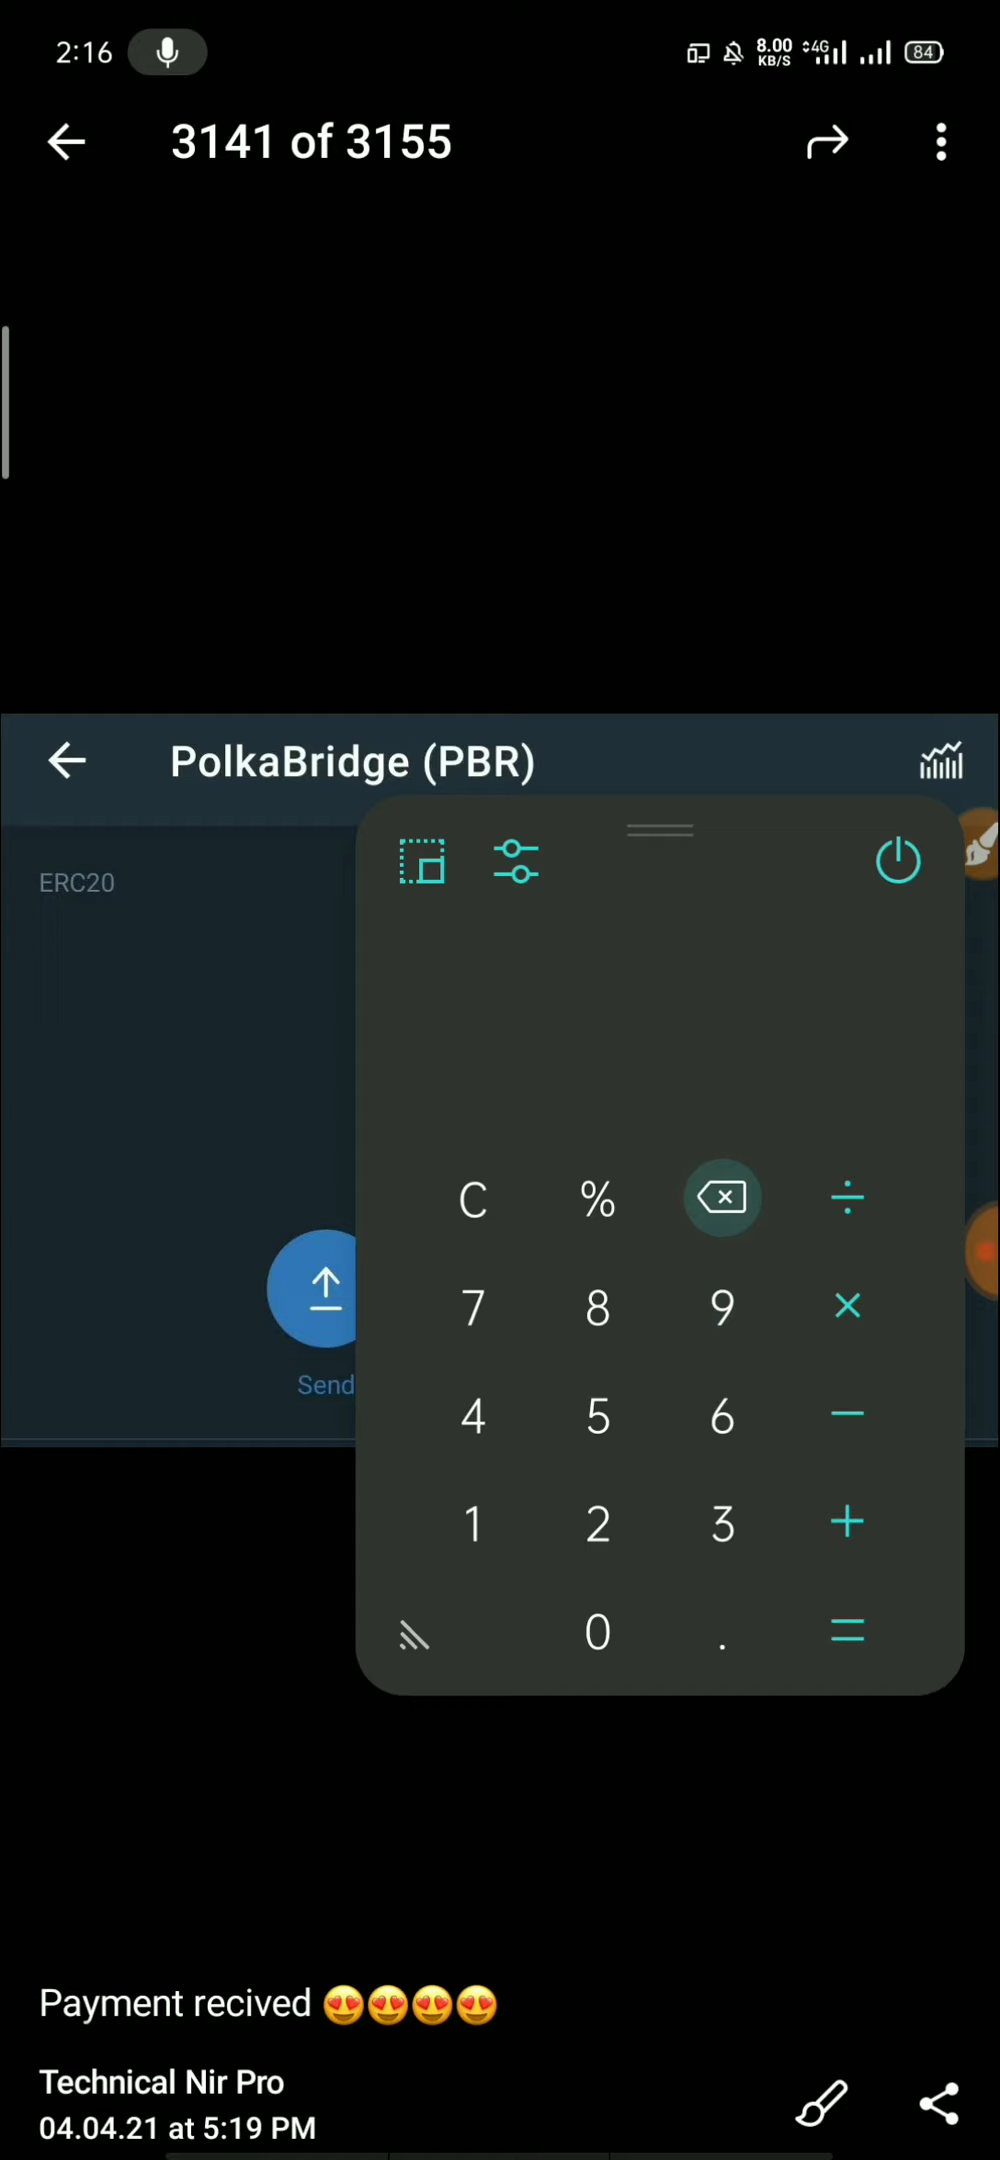 2:16 8.00 KB/S 4G 84
3141 of 3155
PolkaBridge (PBR)
ERC20
C % ÷
7 8 9 ×
Send
4 5 6 −
1 2 3 +
0 . =
Payment recived 😍😍😍😍
Technical Nir Pro
04.04.21 at 5:19 PM